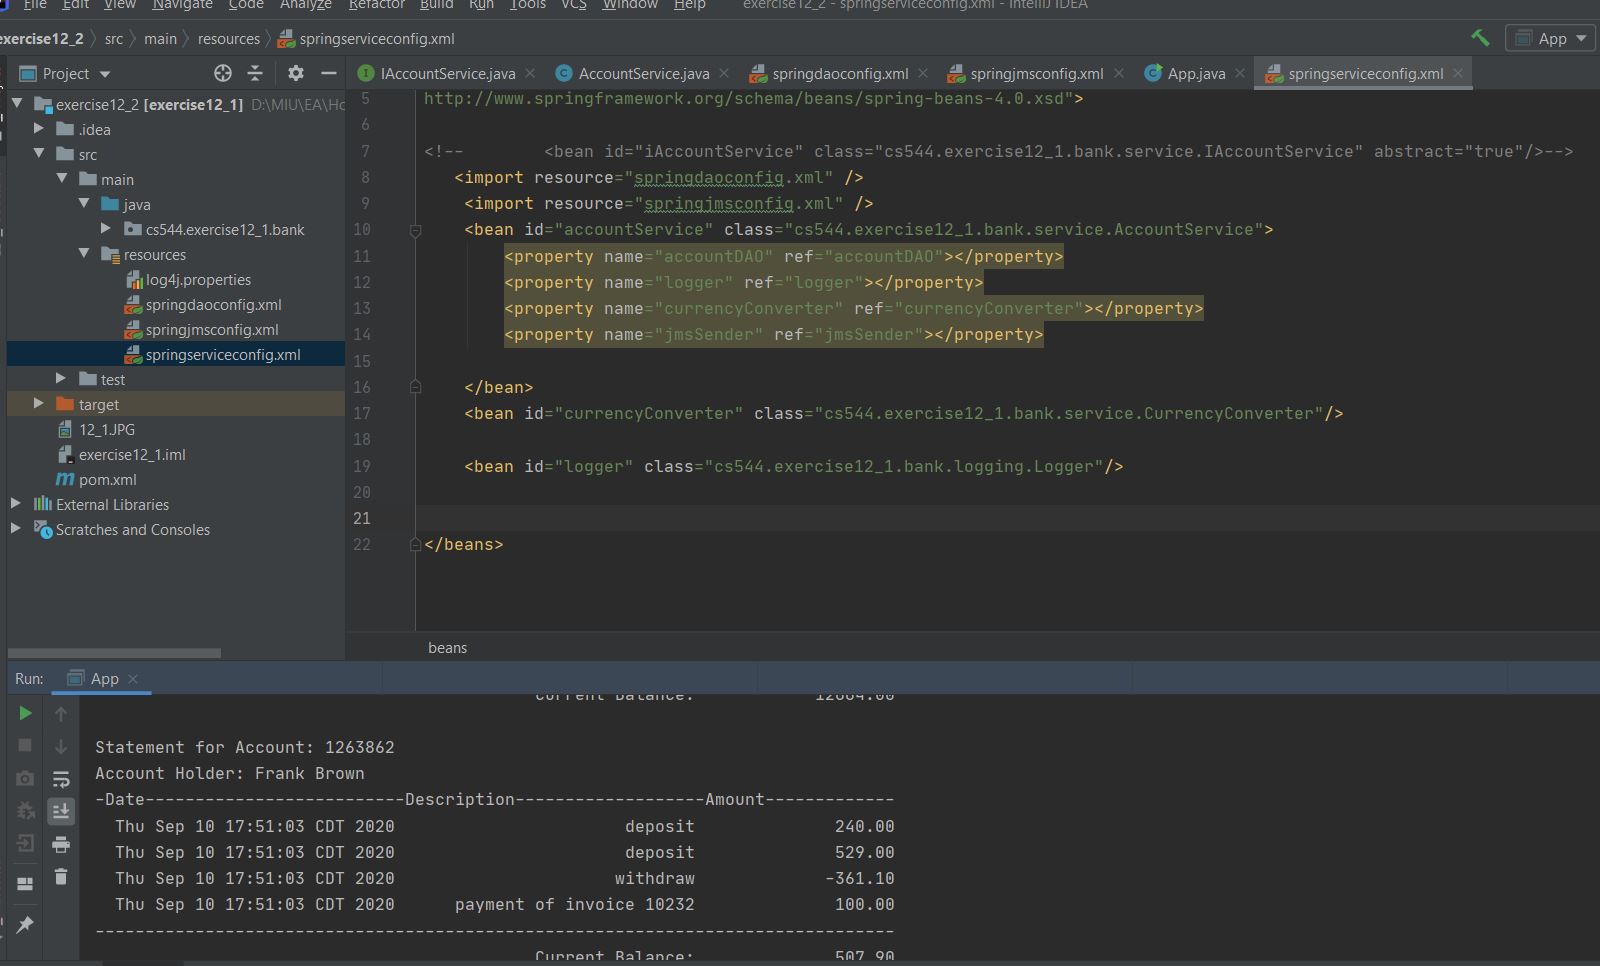 File Edit View Navigate Code Analyze Refactor Build Run Tools VCS Window Help exercise12_2 - springserviceconfig.xml - IntelliJ IDEA
exercise12_2 src main resources springserviceconfig.xml App
Project IAccountService.java AccountService.java springdaoconfig.xml springjmsconfig.xml App.java springserviceconfig.xml
exercise12_2 [exercise12_1] D:\MIU\EA\Ho
.idea
src
main
java
cs544.exercise12_1.bank
resources
log4j.properties
springdaoconfig.xml
springjmsconfig.xml
springserviceconfig.xml
test
target
12_1.JPG
exercise12_1.iml
pom.xml
External Libraries
Scratches and Consoles
5 http://www.springframework.org/schema/beans/spring-beans-4.0.xsd">
6
7 <!-- <bean id="iAccountService" class="cs544.exercise12_1.bank.service.IAccountService" abstract="true"/>-->
8 <import resource="springdaoconfig.xml" />
9 <import resource="springjmsconfig.xml" />
10 <bean id="accountService" class="cs544.exercise12_1.bank.service.AccountService">
11 <property name="accountDAO" ref="accountDAO"></property>
12 <property name="logger" ref="logger"></property>
13 <property name="currencyConverter" ref="currencyConverter"></property>
14 <property name="jmsSender" ref="jmsSender"></property>
15
16 </bean>
17 <bean id="currencyConverter" class="cs544.exercise12_1.bank.service.CurrencyConverter"/>
18
19 <bean id="logger" class="cs544.exercise12_1.bank.logging.Logger"/>
20
21
22 </beans>
beans
Run: App
Current Balance: 12864.00
Statement for Account: 1263862
Account Holder: Frank Brown
-Date--------------------------Description-------------------Amount-------------
Thu Sep 10 17:51:03 CDT 2020 deposit 240.00
Thu Sep 10 17:51:03 CDT 2020 deposit 529.00
Thu Sep 10 17:51:03 CDT 2020 withdraw -361.10
Thu Sep 10 17:51:03 CDT 2020 payment of invoice 10232 100.00
--------------------------------------------------------------------------------
Current Balance: 507.90